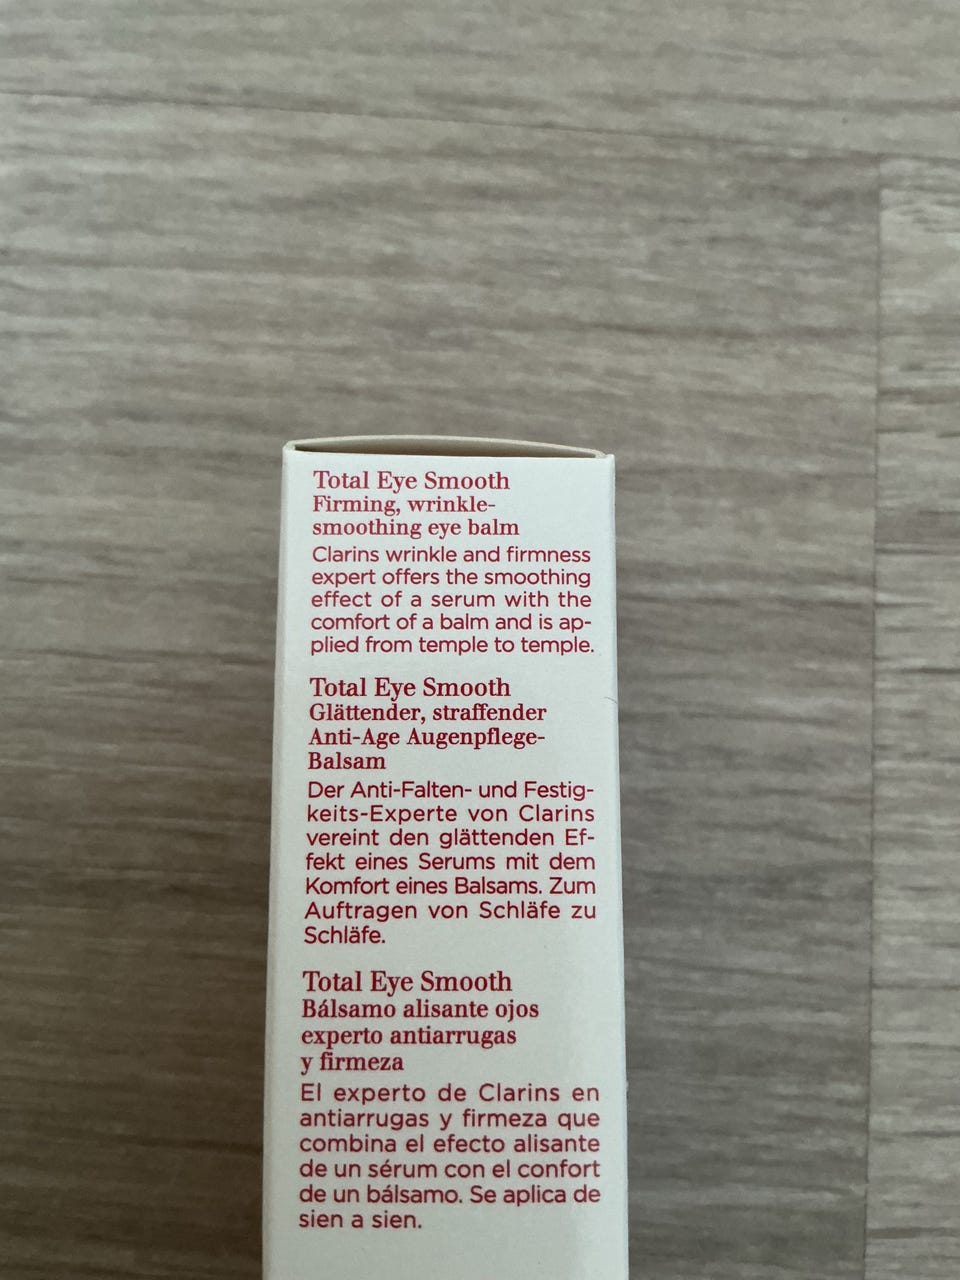 Total Eye Smooth
Firming, wrinkle-
smoothing eye balm
Clarins wrinkle and firmness
expert offers the smoothing
effect of a serum with the
comfort of a balm and is ap-
plied from temple to temple.
Total Eye Smooth
Glättender, straffender
Anti-Age Augenpflege-
Balsam
Der Anti-Falten- und Festig-
keits-Experte von Clarins
vereint den glättenden Ef-
fekt eines Serums mit dem
Komfort eines Balsams. Zum
Auftragen von Schläfe zu
Schläfe.
Total Eye Smooth
Bálsamo alisante ojos
experto antiarrugas
y firmeza
El experto de Clarins en
antiarrugas y firmeza que
combina el efecto alisante
de un sérum con el confort
de un bálsamo. Se aplica de
sien a sien.